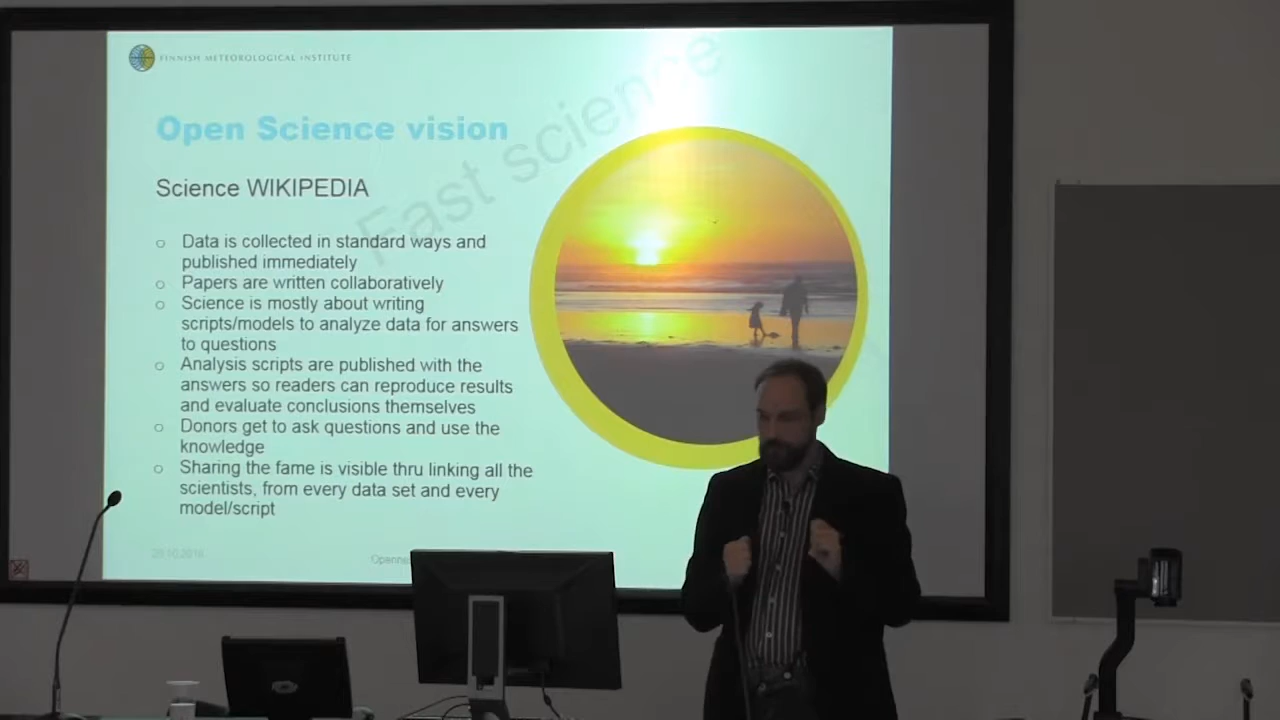 FINNISH METEOROLOGICAL INSTITUTE
Fast science
Open Science vision
Science WIKIPEDIA
Data is collected in standard ways and
published immediately
Papers are written collaboratively
Science is mostly about writing
scripts/models to analyze data for answers
to questions
Analysis scripts are published with the
answers so readers can reproduce results
and evaluate conclusions themselves
Donors get to ask questions and use the
knowledge
Sharing the fame is visible thru linking all the
scientists, from every data set and every
model/script